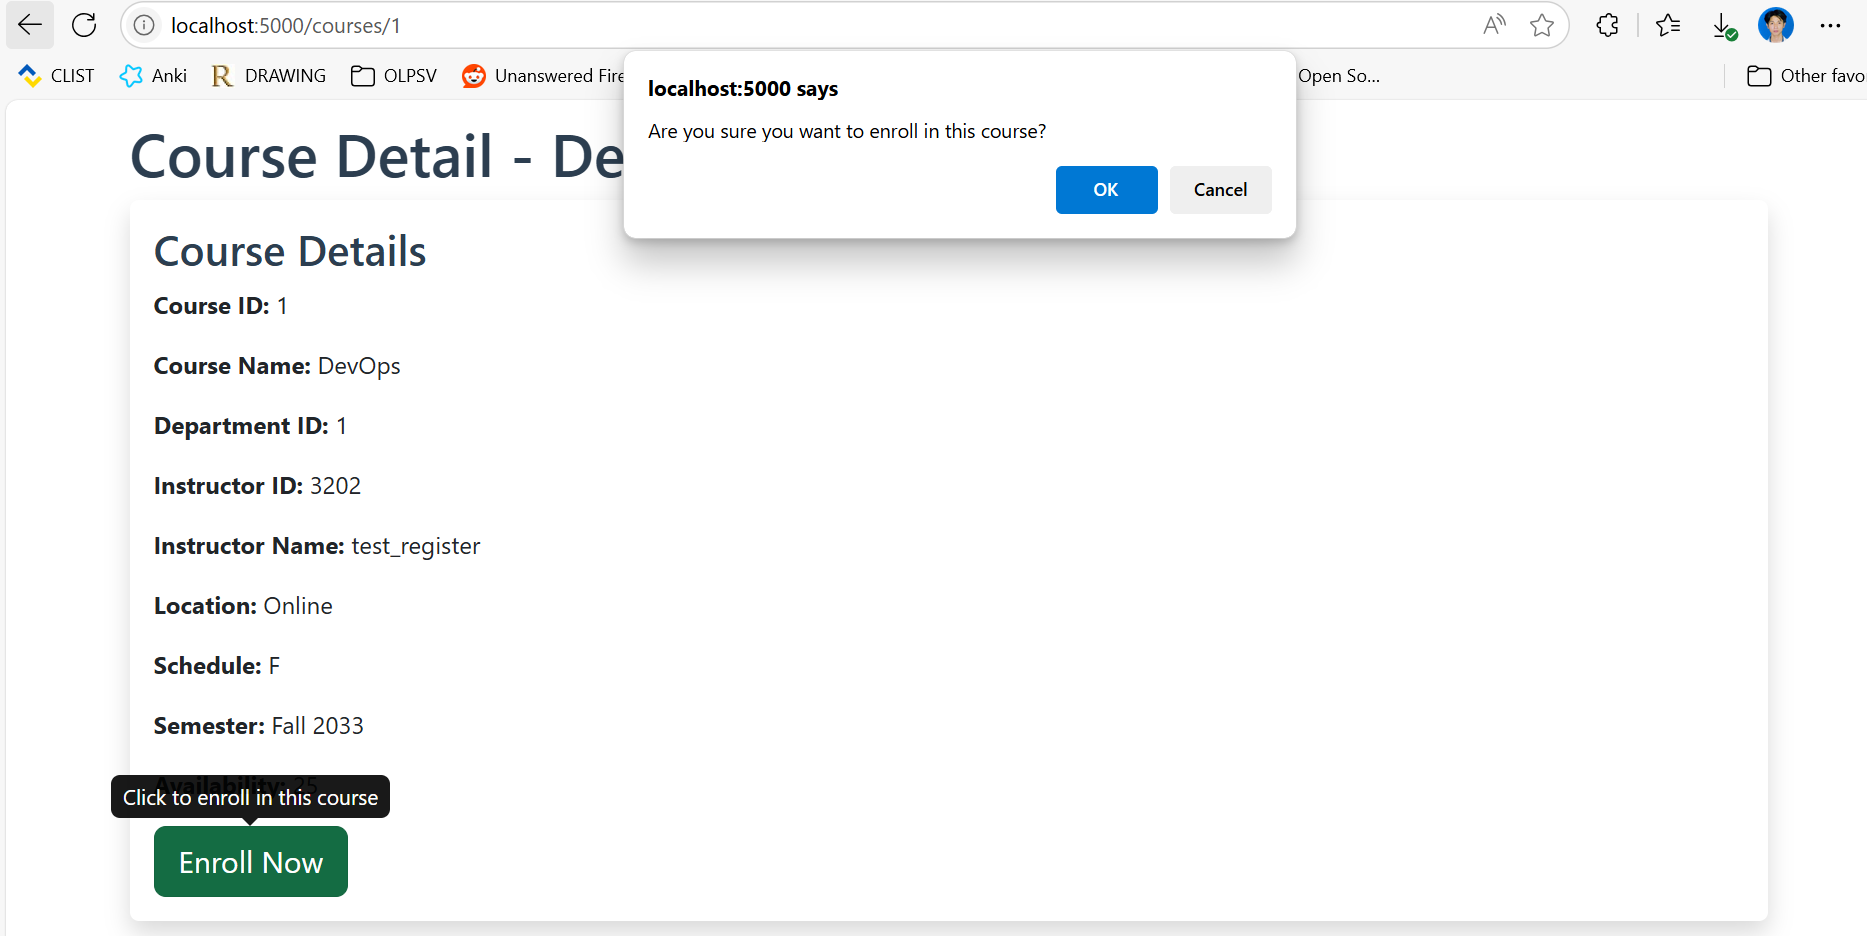 localhost:5000/courses/1
CLIST Anki DRAWING OLPSV Unanswered Fire Open So... Other favo
localhost:5000 says
Are you sure you want to enroll in this course?
OK Cancel
Course Detail - De
Course Details
Course ID: 1
Course Name: DevOps
Department ID: 1
Instructor ID: 3202
Instructor Name: test_register
Location: Online
Schedule: F
Semester: Fall 2033
Availability: 25
Click to enroll in this course
Enroll Now